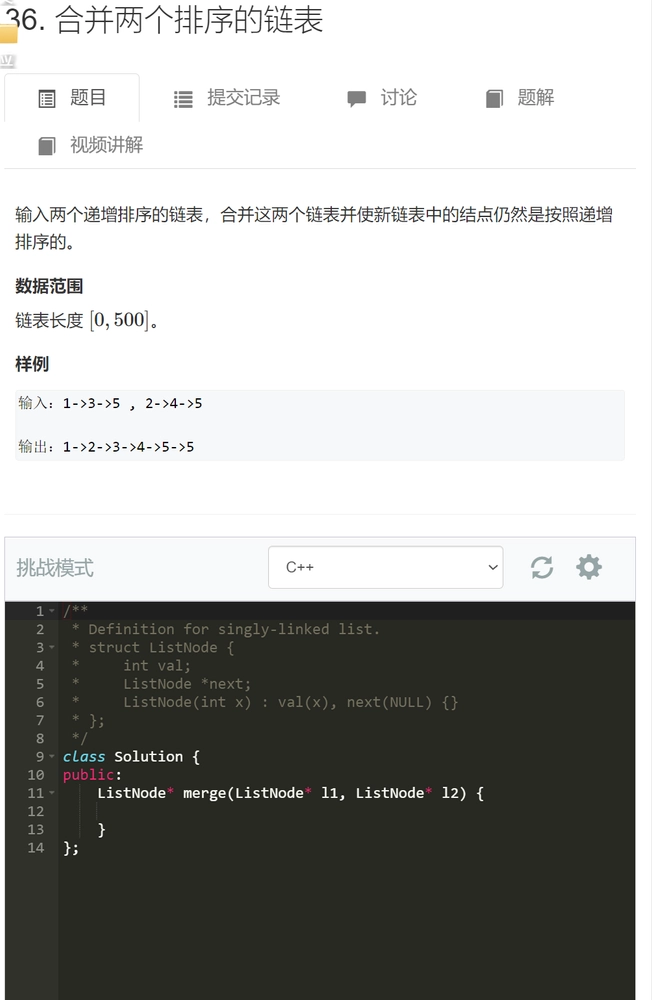 36. 合并两个排序的链表
题目
提交记录
讨论
题解
视频讲解
输入两个递增排序的链表，合并这两个链表并使新链表中的结点仍然是按照递增
排序的。
数据范围
链表长度 [0, 500]。
样例
输入：1->3->5 , 2->4->5
输出：1->2->3->4->5->5
挑战模式
C++
1 /**
2  * Definition for singly-linked list.
3  * struct ListNode {
4  *     int val;
5  *     ListNode *next;
6  *     ListNode(int x) : val(x), next(NULL) {}
7  * };
8  */
9 class Solution {
10 public:
11     ListNode* merge(ListNode* l1, ListNode* l2) {
12
13     }
14 };